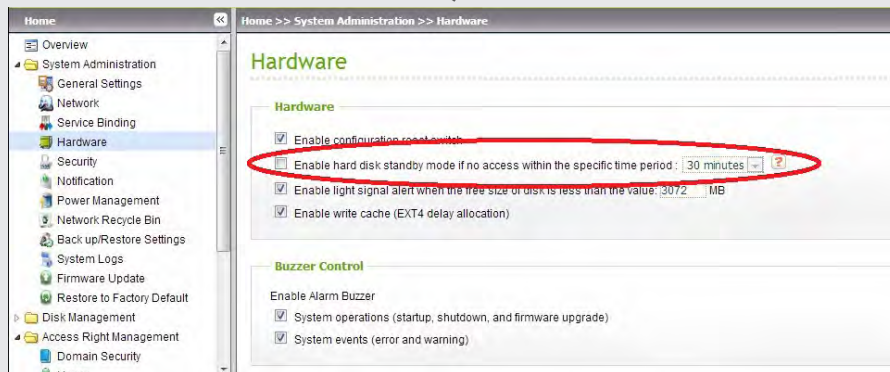 Home
Home >> System Administration >> Hardware
Overview
System Administration
General Settings
Network
Service Binding
Hardware
Security
Notification
Power Management
Network Recycle Bin
Back up/Restore Settings
System Logs
Firmware Update
Restore to Factory Default
Disk Management
Access Right Management
Domain Security
Hardware
Hardware
Enable configuration reset switch
Enable hard disk standby mode if no access within the specific time period : 30 minutes ?
Enable light signal alert when the free size of disk is less than the value: 3072 MB
Enable write cache (EXT4 delay allocation)
Buzzer Control
Enable Alarm Buzzer
System operations (startup, shutdown, and firmware upgrade)
System events (error and warning)